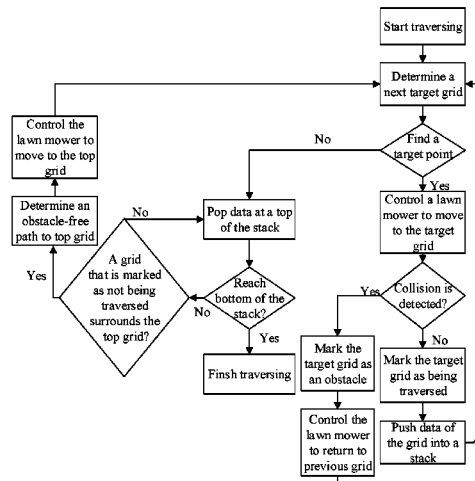 Start traversing
Determine a
next target grid
Find a
target point
No
Yes
Control the
lawn mower to
move to the top
grid
Determine an
obstacle-free
path to top grid
Yes
No
A grid
that is marked
as not being
traversed
surrounds the
top grid?
Pop data at a top
of the stack
Reach
bottom of the
stack?
No
Yes
Finsh traversing
Control a lawn
mower to move
to the target
grid
Collision is
detected?
Yes
No
Mark the
target grid as
an obstacle
Control the
lawn mower
to return to
previous grid
Mark the target
grid as being
traversed
Push data of
the grid into a
stack